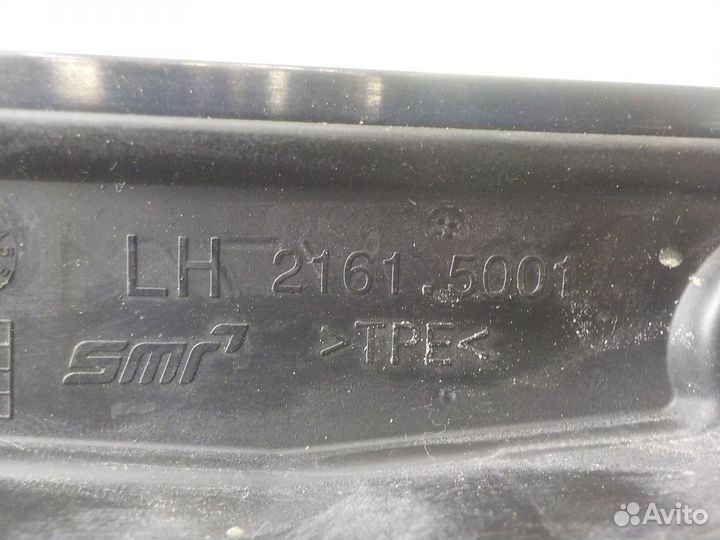 LH 2161.5001
smr >TPE<
Avito